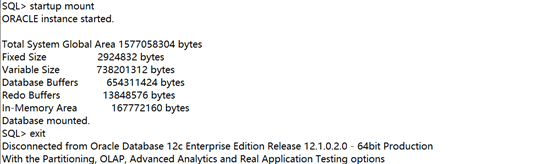 SQL> startup mount
ORACLE instance started.
Total System Global Area 1577058304 bytes
Fixed Size 2924832 bytes
Variable Size 738201312 bytes
Database Buffers 654311424 bytes
Redo Buffers 13848576 bytes
In-Memory Area 167772160 bytes
Database mounted.
SQL> exit
Disconnected from Oracle Database 12c Enterprise Edition Release 12.1.0.2.0 - 64bit Production
With the Partitioning, OLAP, Advanced Analytics and Real Application Testing options